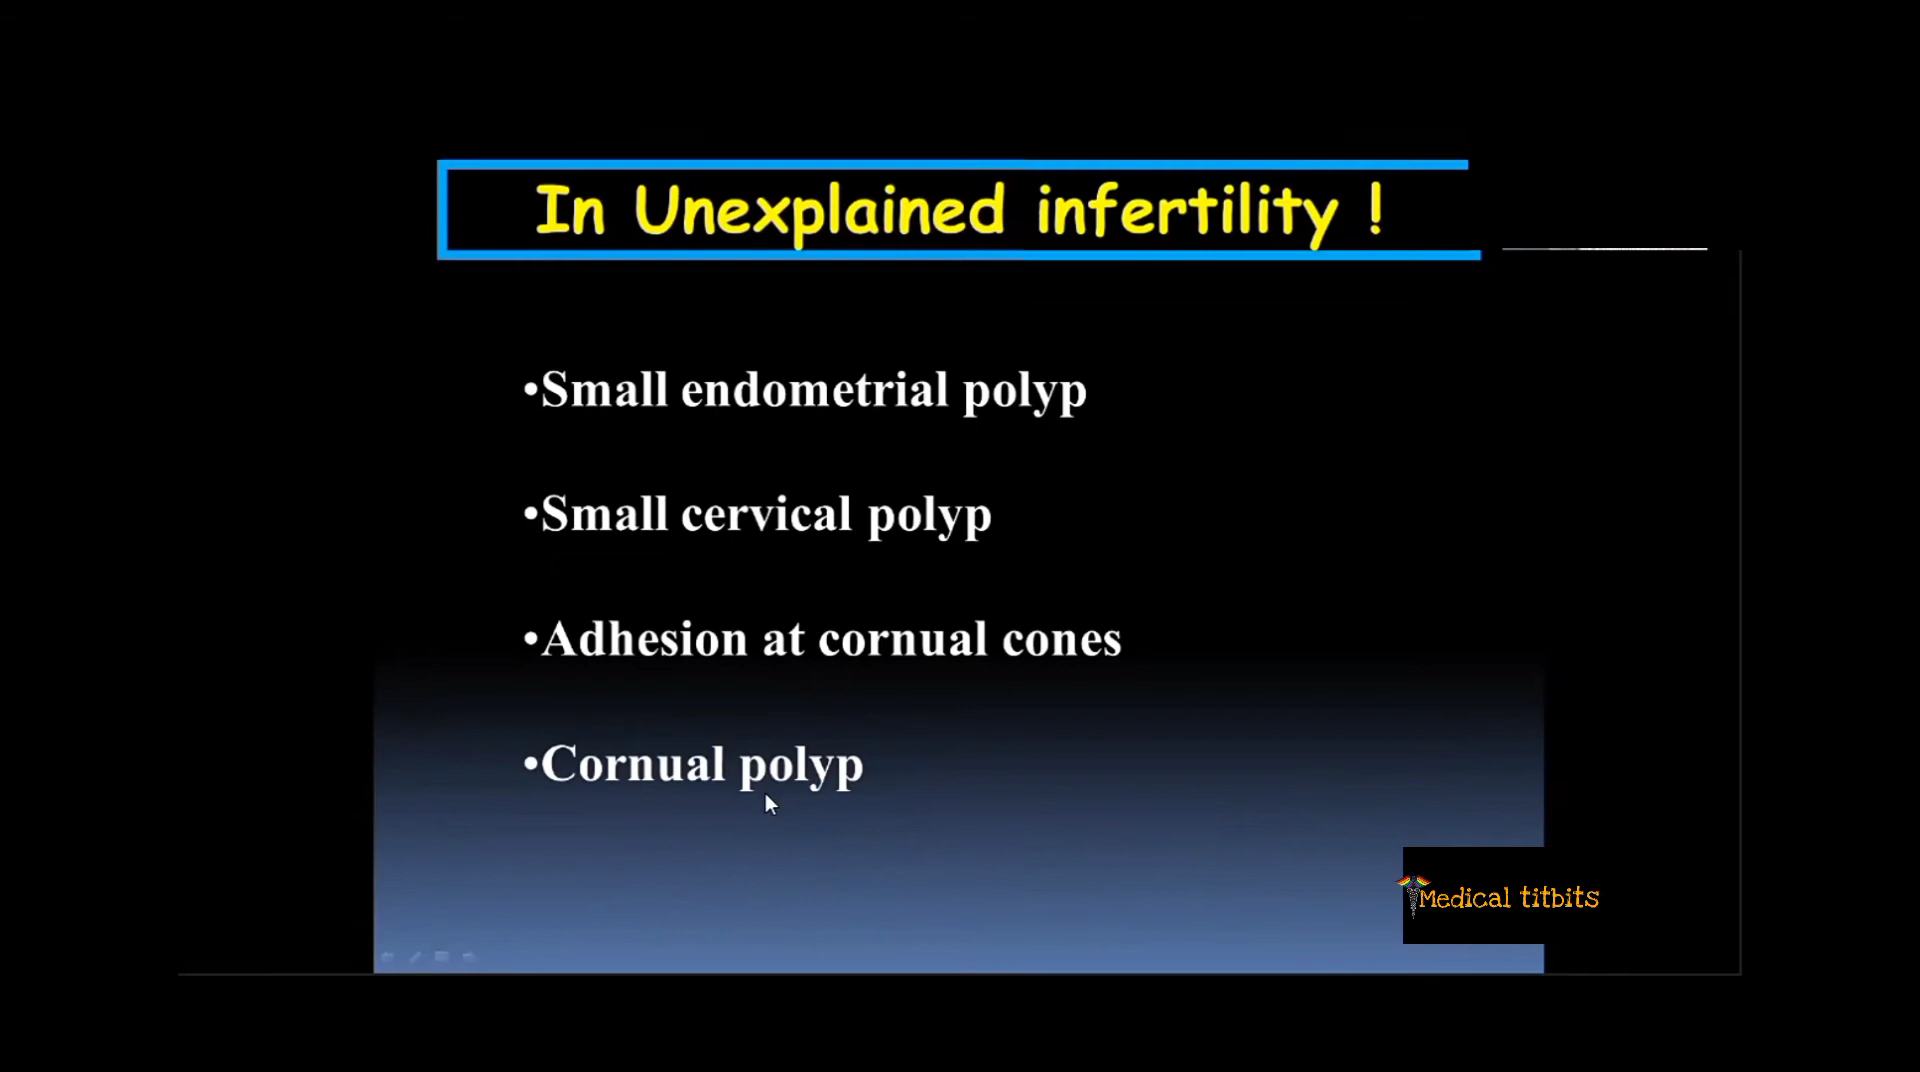 In Unexplained infertility !
•Small endometrial polyp
•Small cervical polyp
•Adhesion at cornual cones
•Cornual polyp
Medical titbits